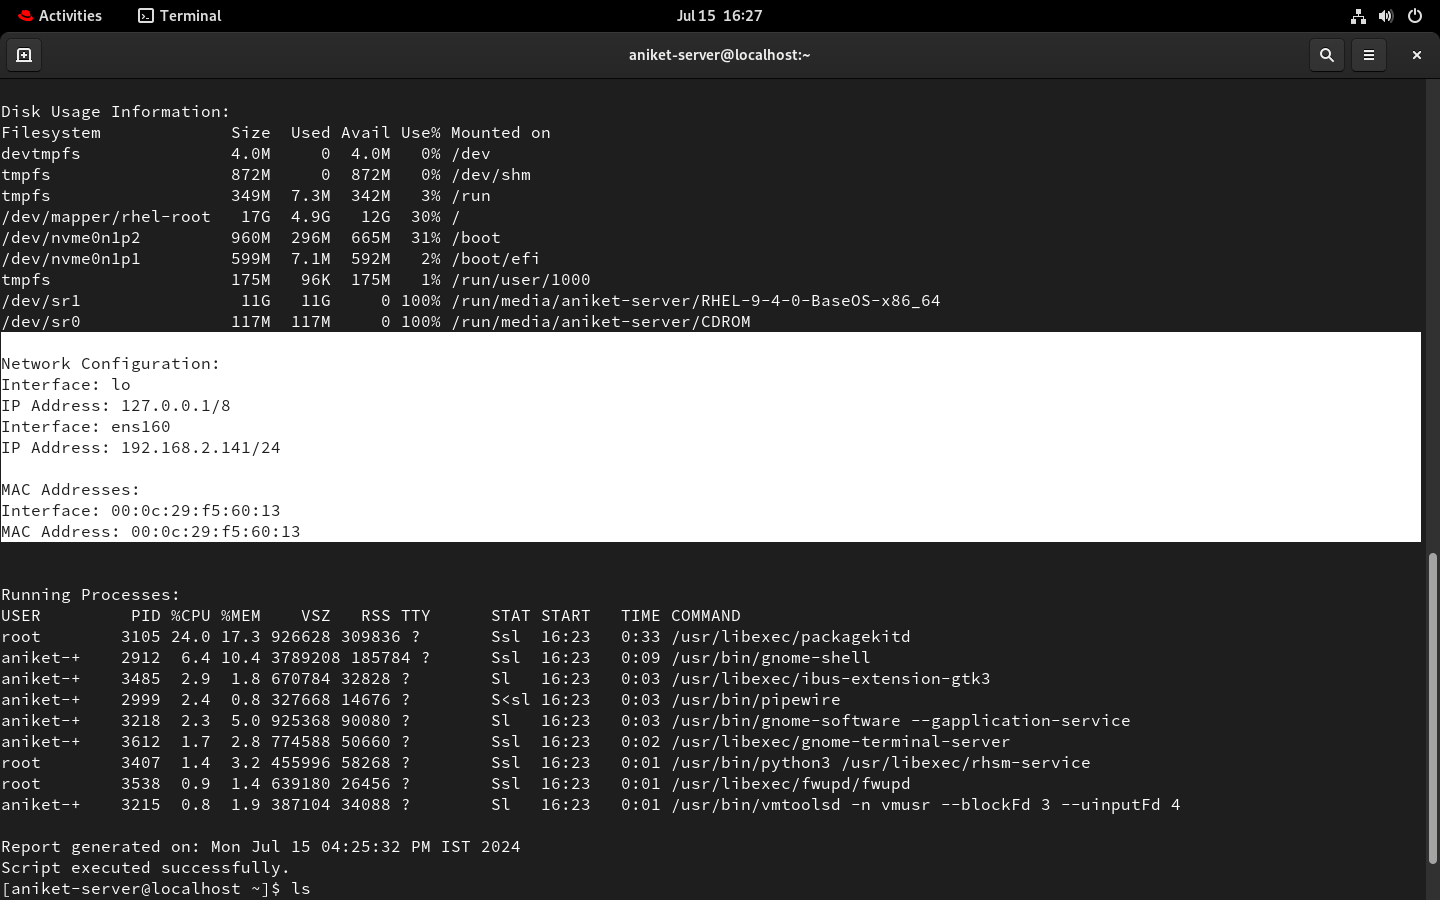 Activities Terminal Jul 15 16:27
aniket-server@localhost:~
Disk Usage Information:
Filesystem Size Used Avail Use% Mounted on
devtmpfs 4.0M 0 4.0M 0% /dev
tmpfs 872M 0 872M 0% /dev/shm
tmpfs 349M 7.3M 342M 3% /run
/dev/mapper/rhel-root 17G 4.9G 12G 30% /
/dev/nvme0n1p2 960M 296M 665M 31% /boot
/dev/nvme0n1p1 599M 7.1M 592M 2% /boot/efi
tmpfs 175M 96K 175M 1% /run/user/1000
/dev/sr1 11G 11G 0 100% /run/media/aniket-server/RHEL-9-4-0-BaseOS-x86_64
/dev/sr0 117M 117M 0 100% /run/media/aniket-server/CDROM
Network Configuration:
Interface: lo
IP Address: 127.0.0.1/8
Interface: ens160
IP Address: 192.168.2.141/24
MAC Addresses:
Interface: 00:0c:29:f5:60:13
MAC Address: 00:0c:29:f5:60:13
Running Processes:
USER PID %CPU %MEM VSZ RSS TTY STAT START TIME COMMAND
root 3105 24.0 17.3 926628 309836 ? Ssl 16:23 0:33 /usr/libexec/packagekitd
aniket-+ 2912 6.4 10.4 3789208 185784 ? Ssl 16:23 0:09 /usr/bin/gnome-shell
aniket-+ 3485 2.9 1.8 670784 32828 ? Sl 16:23 0:03 /usr/libexec/ibus-extension-gtk3
aniket-+ 2999 2.4 0.8 327668 14676 ? S<sl 16:23 0:03 /usr/bin/pipewire
aniket-+ 3218 2.3 5.0 925368 90080 ? Sl 16:23 0:03 /usr/bin/gnome-software --gapplication-service
aniket-+ 3612 1.7 2.8 774588 50660 ? Ssl 16:23 0:02 /usr/libexec/gnome-terminal-server
root 3407 1.4 3.2 455996 58268 ? Ssl 16:23 0:01 /usr/bin/python3 /usr/libexec/rhsm-service
root 3538 0.9 1.4 639180 26456 ? Ssl 16:23 0:01 /usr/libexec/fwupd/fwupd
aniket-+ 3215 0.8 1.9 387104 34088 ? Sl 16:23 0:01 /usr/bin/vmtoolsd -n vmusr --blockFd 3 --uinputFd 4
Report generated on: Mon Jul 15 04:25:32 PM IST 2024
Script executed successfully.
[aniket-server@localhost ~]$ ls